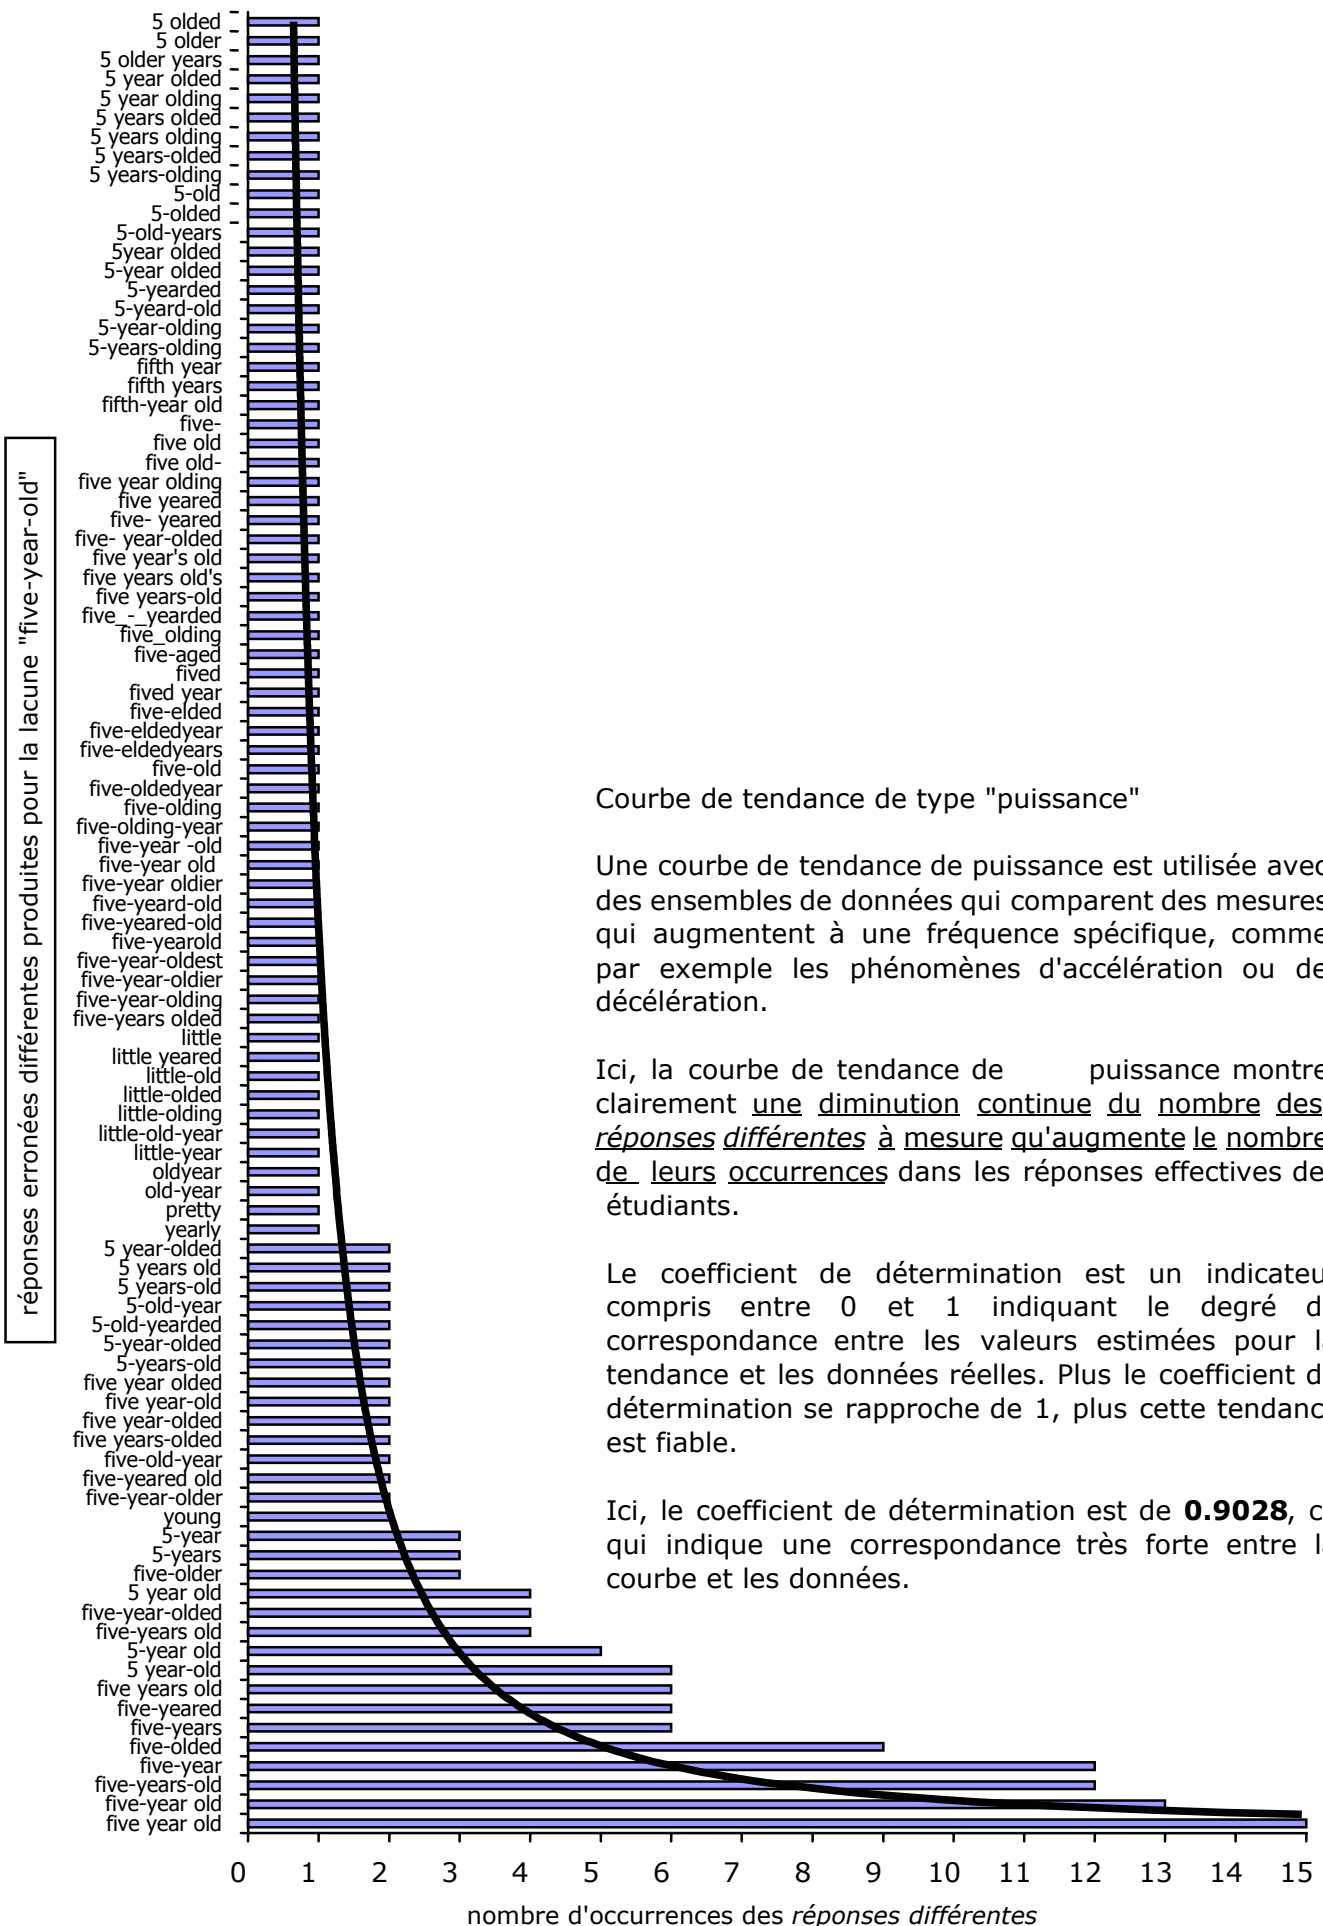 5 olded
5 older
5 older years
5 year olded
5 year olding
5 years olded
5 years olding
5 years-olded
5 years-olding
5-old
5-olded
5-old-years
5year olded
5-year olded
5-yearded
5-yeard-old
5-year-olding
5-years-olding
fifth year
fifth years
fifth-year old
five-
five old
five old-
five year olding
five yeared
five- yeared
five- year-olded
five year's old
five years old's
five years-old
five_-_yearded
five_olding
five-aged
fived
fived year
five-elded
five-eldedyear
five-eldedyears
five-old
five-oldedyear
five-olding
five-olding-year
five-year -old
five-year old
five-year oldier
five-yeard-old
five-yeared-old
five-yearold
five-year-oldest
five-year-oldier
five-year-olding
five-years olded
little
little yeared
little-old
little-olded
little-olding
little-old-year
little-year
oldyear
old-year
pretty
yearly
5 year-olded
5 years old
5 years-old
5-old-year
5-old-yearded
5-year-olded
5-years-old
five year olded
five year-old
five year-olded
five years-olded
five-old-year
five-yeared old
five-year-older
young
5-year
5-years
five-older
5 year old
five-year-olded
five-years old
5-year old
5 year-old
five years old
five-yeared
five-years
five-olded
five-year
five-years-old
five-year old
five year old
réponses erronées différentes produites pour la lacune "five-year-old"
Courbe de tendance de type "puissance"
Une courbe de tendance de puissance est utilisée avec
des ensembles de données qui comparent des mesures
qui augmentent à une fréquence spécifique, comme
par exemple les phénomènes d'accélération ou de
décélération.
Ici, la courbe de tendance de puissance montre
clairement une diminution continue du nombre des
réponses différentes à mesure qu'augmente le nombre
de leurs occurrences dans les réponses effectives de
étudiants.
Le coefficient de détermination est un indicateu
compris entre 0 et 1 indiquant le degré d
correspondance entre les valeurs estimées pour la
tendance et les données réelles. Plus le coefficient d
détermination se rapproche de 1, plus cette tendanc
est fiable.
Ici, le coefficient de détermination est de 0.9028, c
qui indique une correspondance très forte entre la
courbe et les données.
0 1 2 3 4 5 6 7 8 9 10 11 12 13 14 15
nombre d'occurrences des réponses différentes